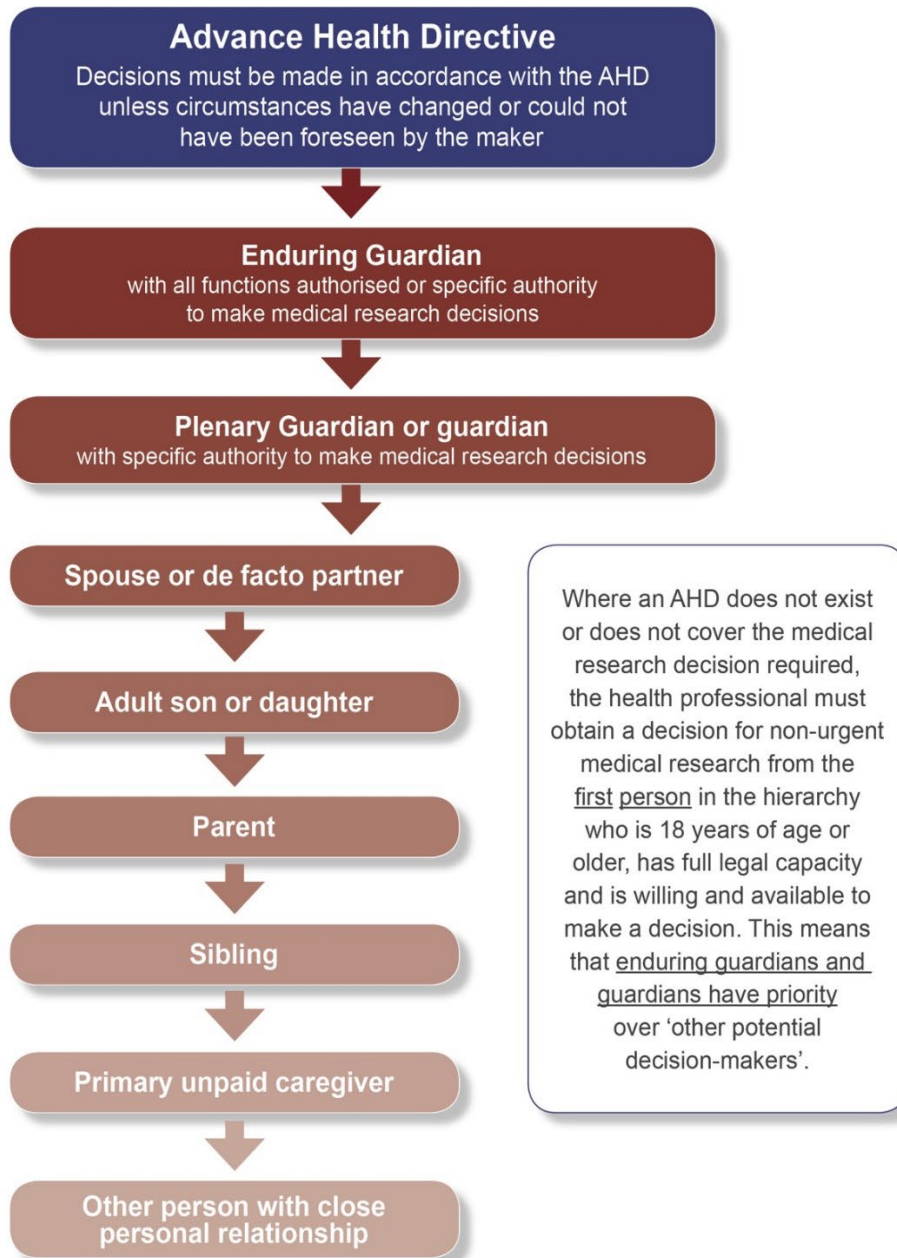 Advance Health Directive
Decisions must be made in accordance with the AHD
unless circumstances have changed or could not
have been foreseen by the maker
Enduring Guardian
with all functions authorised or specific authority
to make medical research decisions
Plenary Guardian or guardian
with specific authority to make medical research decisions
Spouse or de facto partner
Adult son or daughter
Parent
Sibling
Primary unpaid caregiver
Other person with close
personal relationship
Where an AHD does not exist
or does not cover the medical
research decision required,
the health professional must
obtain a decision for non-urgent
medical research from the
first person in the hierarchy
who is 18 years of age or
older, has full legal capacity
and is willing and available to
make a decision. This means
that enduring guardians and
guardians have priority
over ‘other potential
decision-makers’.